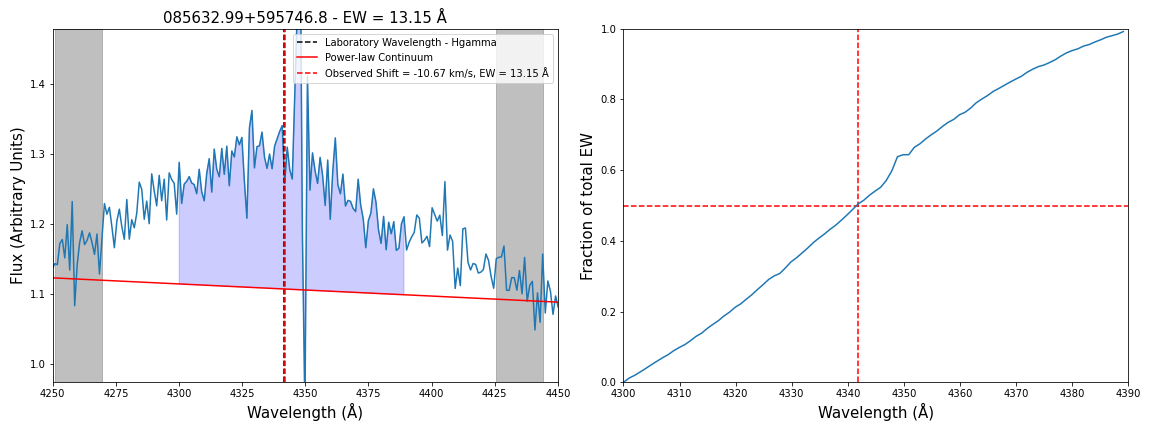 085632.99+595746.8 - EW = 13.15 Å
Laboratory Wavelength - Hgamma
Power-law Continuum
Observed Shift = -10.67 km/s, EW = 13.15 Å
Flux (Arbitrary Units)
1.4
1.3
1.2
1.1
1.0
4250 4275 4300 4325 4350 4375 4400 4425 4450
Wavelength (Å)
Fraction of total EW
1.0
0.8
0.6
0.4
0.2
0.0
4300 4310 4320 4330 4340 4350 4360 4370 4380 4390
Wavelength (Å)